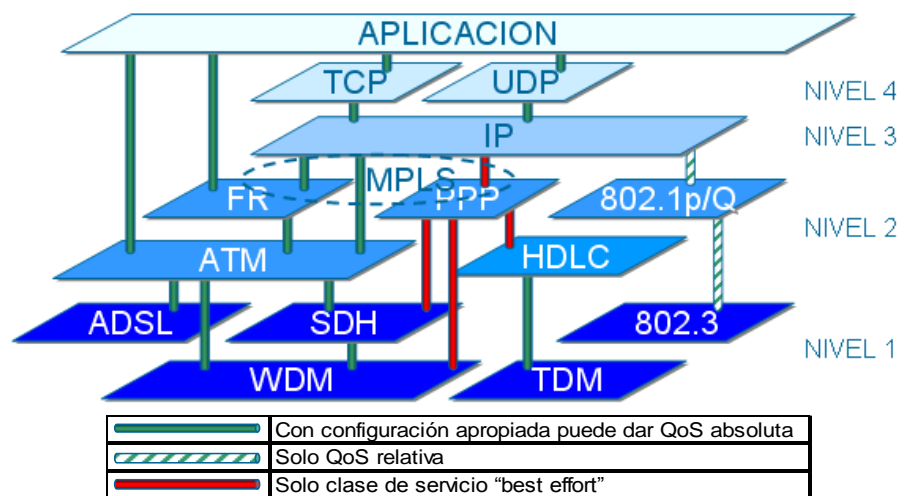 APLICACION
TCP
UDP
NIVEL 4
IP
NIVEL 3
MPLS
FR
PPP
802.1p/Q
NIVEL 2
ATM
HDLC
ADSL
SDH
802.3
NIVEL 1
WDM
TDM
Con configuración apropiada puede dar QoS absoluta
Solo QoS relativa
Solo clase de servicio “best effort”